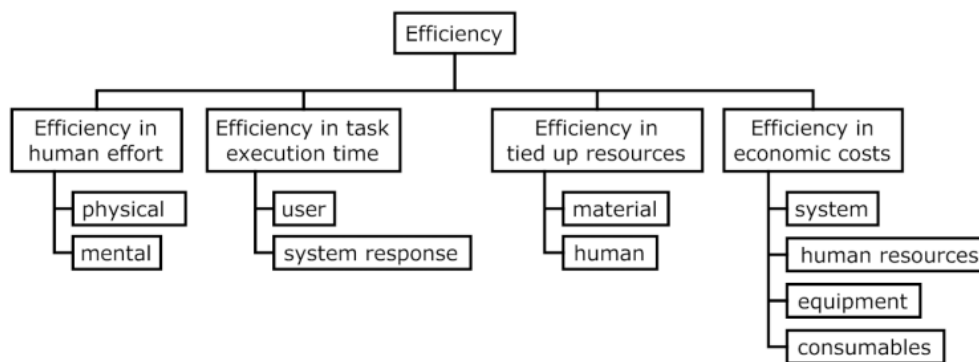 Efficiency
Efficiency in
human effort
physical
mental
Efficiency in task
execution time
user
system response
Efficiency in
tied up resources
material
human
Efficiency in
economic costs
system
human resources
equipment
consumables